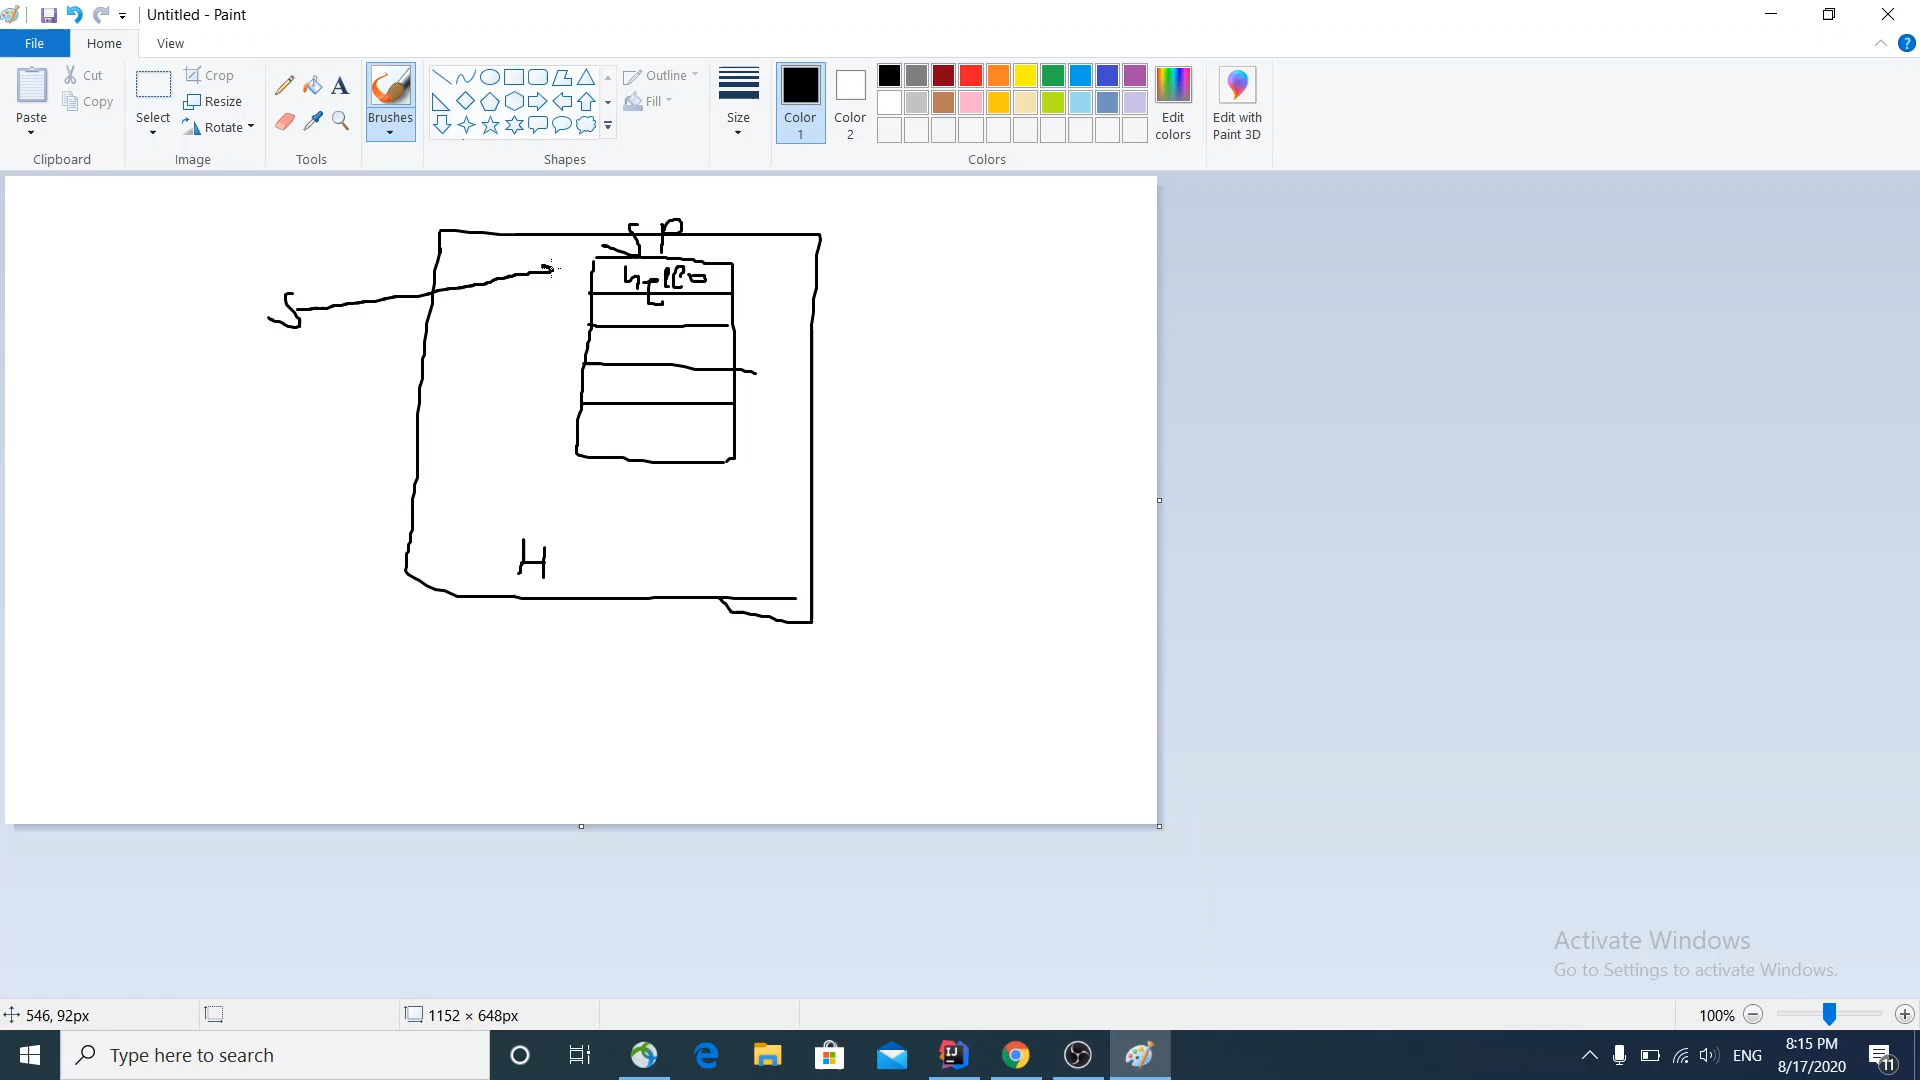 Untitled - Paint
File Home View
Paste
Cut
Copy
Clipboard
Select
Crop
Resize
Rotate
Image
Tools
Brushes
Shapes
Outline
Fill
Size
Color 1
Color 2
Colors
Edit colors
Edit with Paint 3D
S P
S
hello
H
Activate Windows
Go to Settings to activate Windows.
546, 92px
1152 × 648px
100%
Type here to search
ENG
8:15 PM
8/17/2020
11